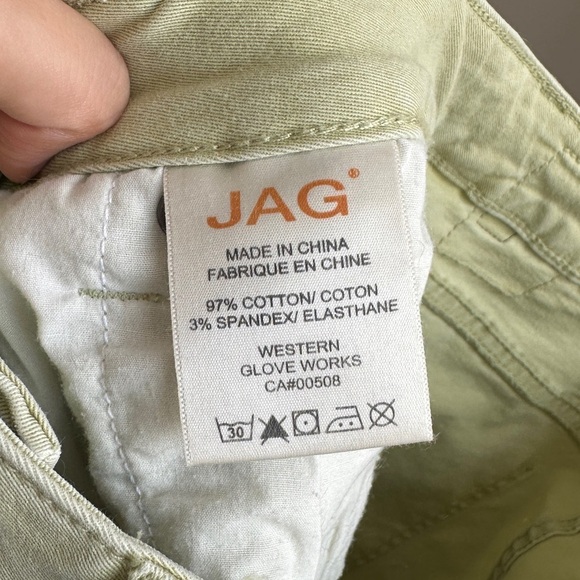 JAG®
MADE IN CHINA
FABRIQUE EN CHINE
97% COTTON/ COTON
3% SPANDEX/ ELASTHANE
WESTERN
GLOVE WORKS
CA#00508
30